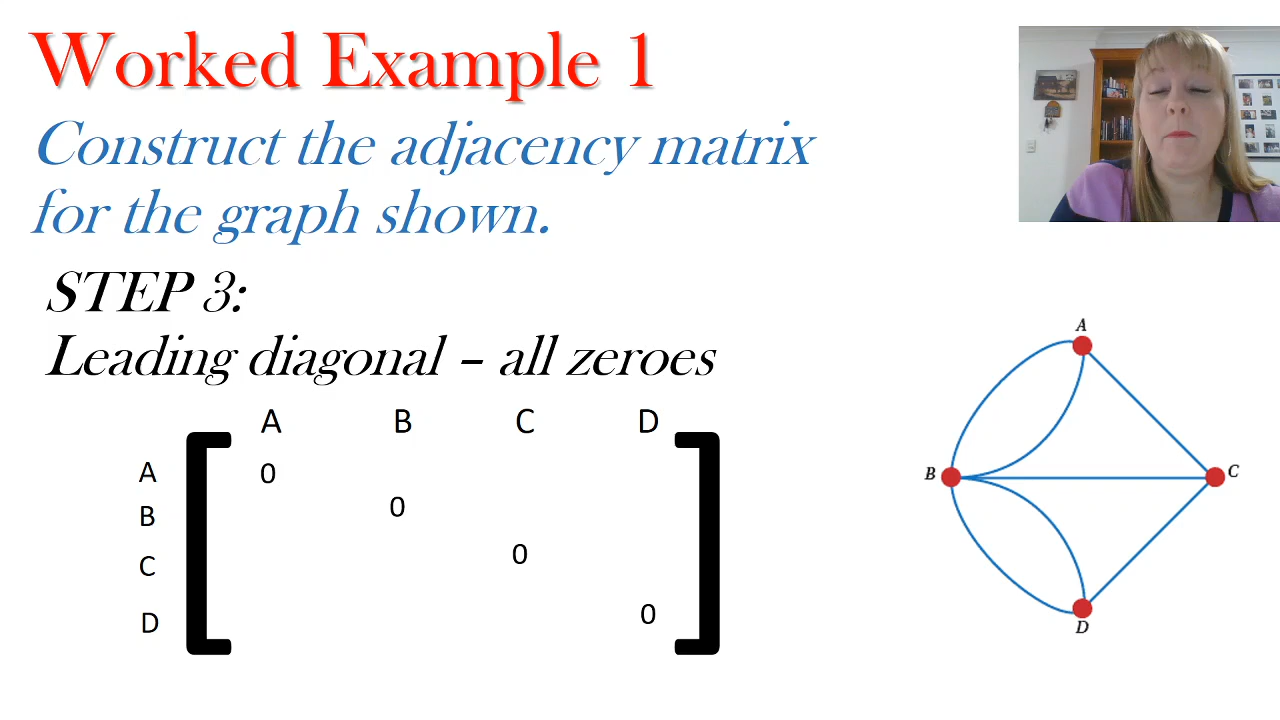 Worked Example 1
Construct the adjacency matrix
for the graph shown.
STEP 3:
Leading diagonal – all zeroes
A B C D
A 0
B 0
C 0
D 0
A
B
C
D